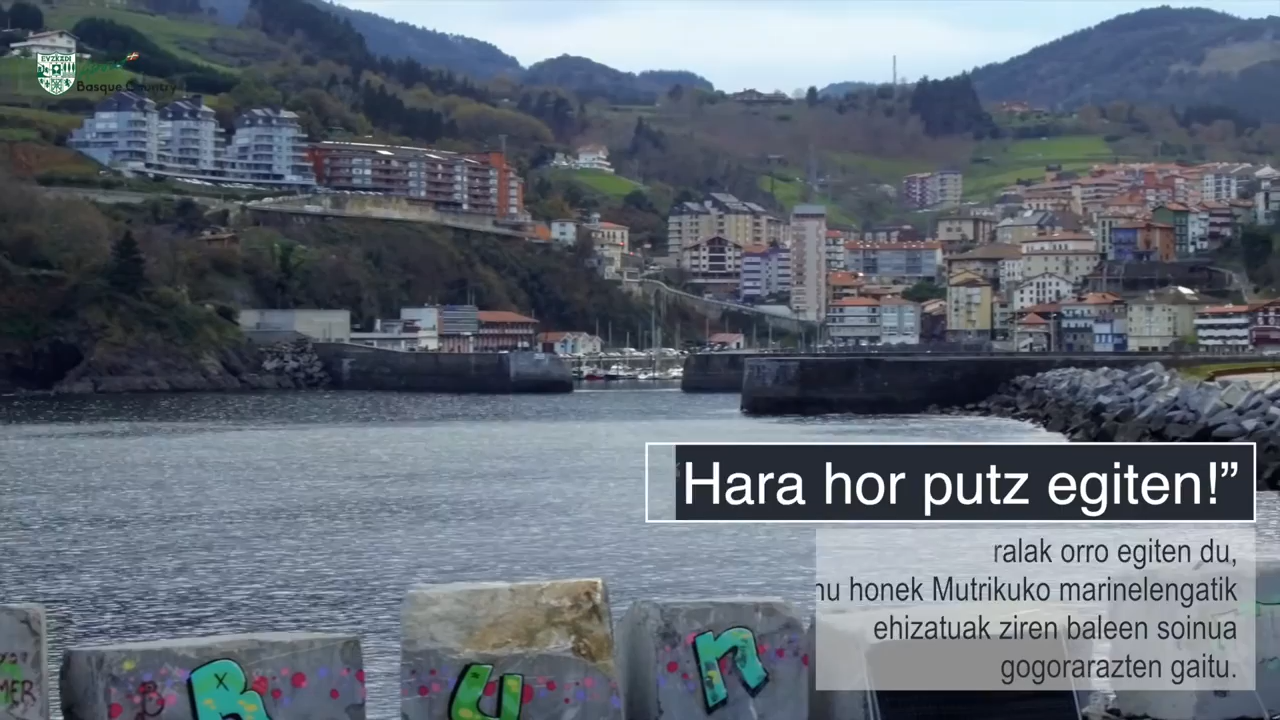 EUZKADI
Basque Country
Hara hor putz egiten!”
ralak orro egiten du,
nu honek Mutrikuko marinelengatik
ehizatuak ziren baleen soinua
gogorarazten gaitu.
R
u
n